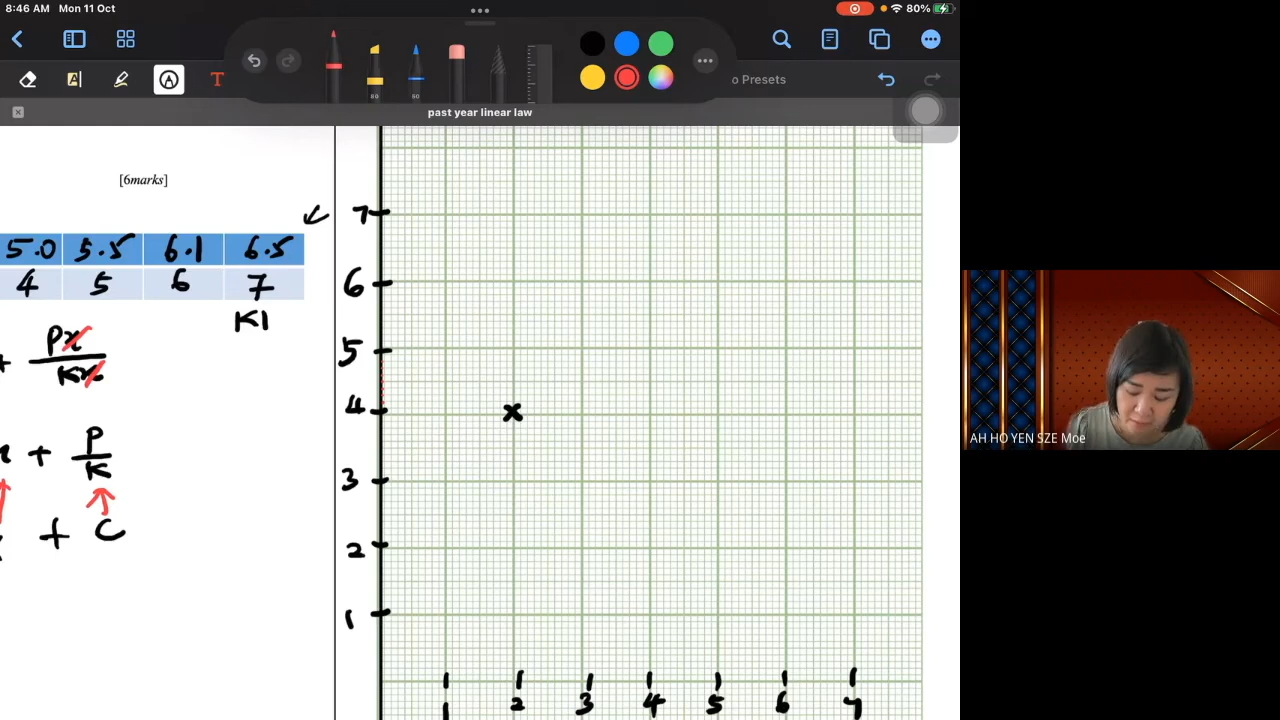 8:46 AM Mon 11 Oct
80%
80
60
o Presets
past year linear law
[6marks]
5.0 5.5 6.1 6.5
4 5 6 7
K1
+ Px
Kx
+ P
K
+ C
7
6
5
4
3
2
1
x
1 2 3 4 5 6 7
AH HO YEN SZE Moe